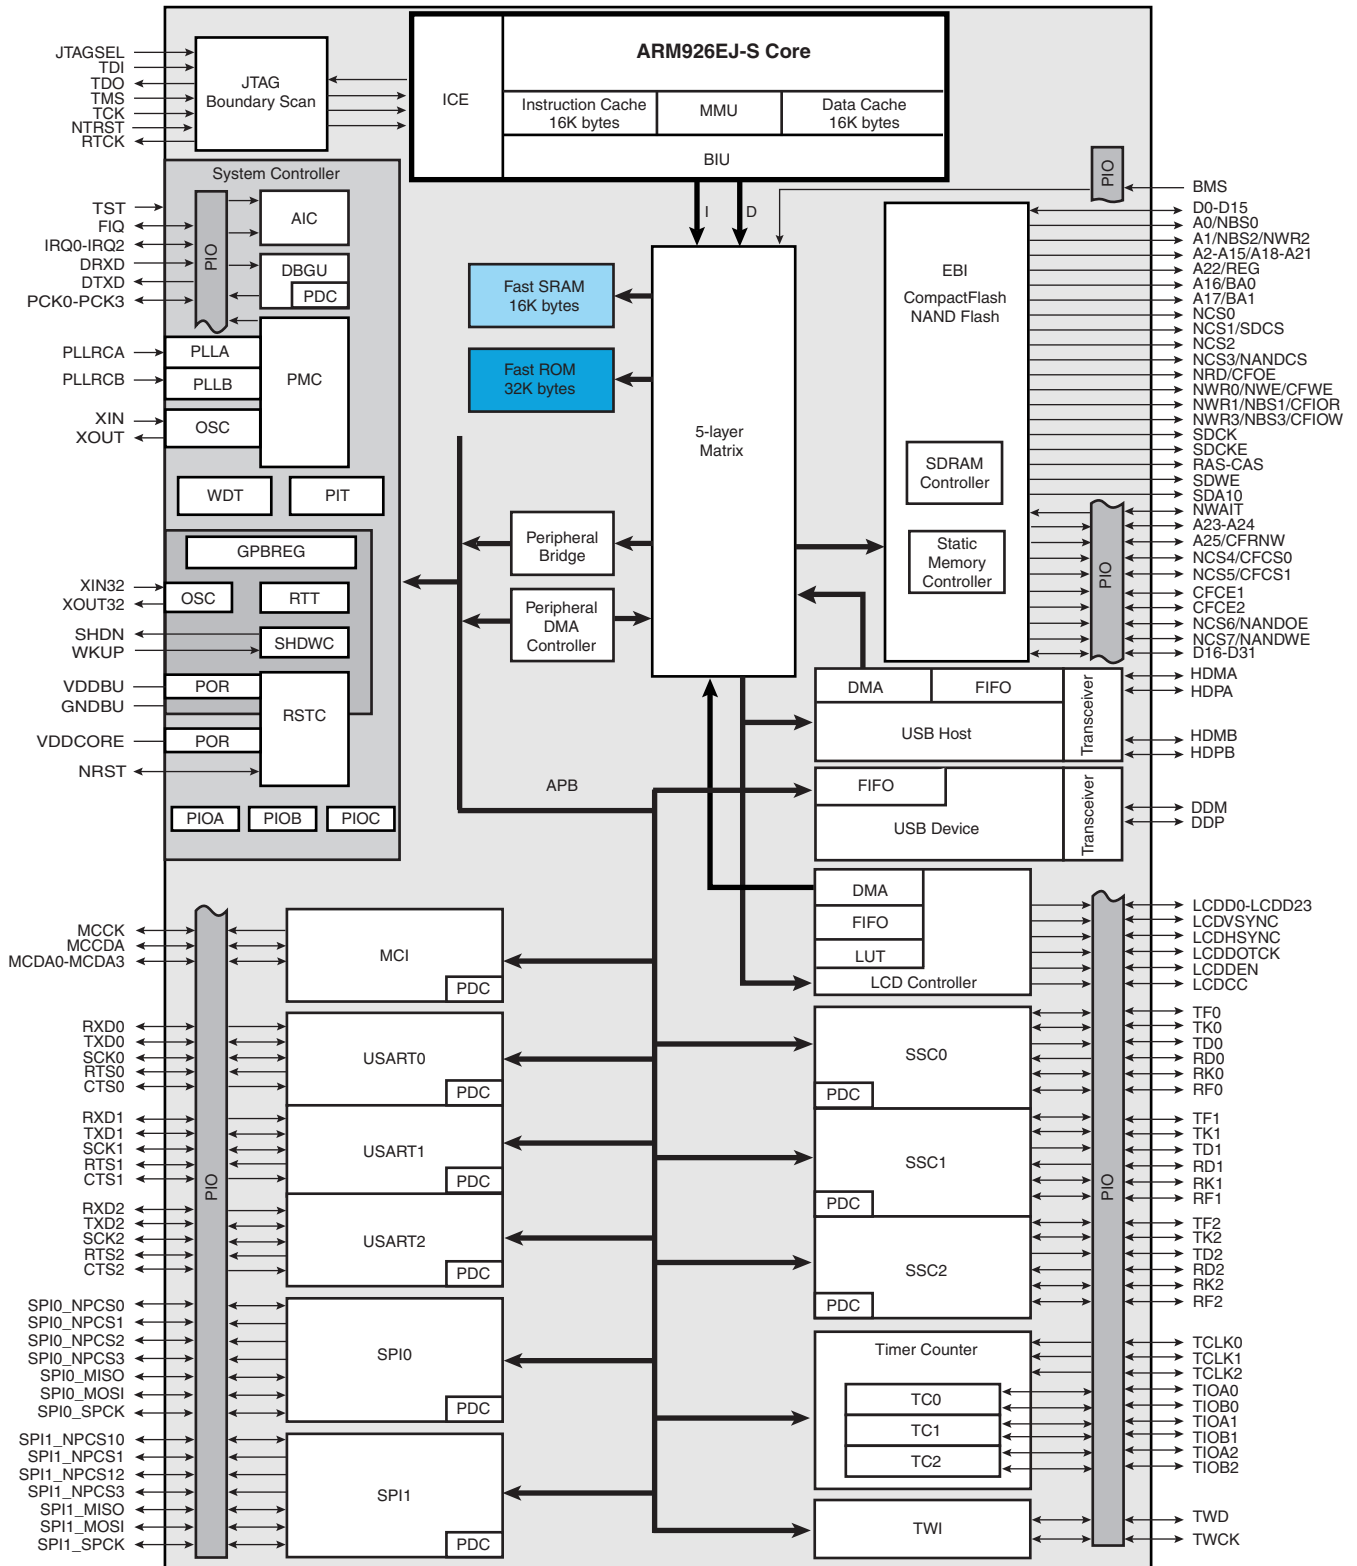 ARM926EJ-S Core
ICE
Instruction Cache
16K bytes
MMU
Data Cache
16K bytes
BIU
JTAGSEL
TDI
TDO
TMS
TCK
NTRST
RTCK
JTAG
Boundary Scan
System Controller
TST
FIQ
IRQ0-IRQ2
DRXD
DTXD
PCK0-PCK3
PIO
AIC
DBGU
PDC
PLLRCA
PLLRCB
XIN
XOUT
PLLA
PLLB
OSC
PMC
WDT
PIT
GPBREG
XIN32
XOUT32
OSC
RTT
SHDN
WKUP
SHDWC
VDDBU
GNDBU
POR
RSTC
VDDCORE
POR
NRST
PIOA
PIOB
PIOC
I
D
Fast SRAM
16K bytes
Fast ROM
32K bytes
5-layer
Matrix
Peripheral
Bridge
Peripheral
DMA
Controller
APB
PIO
BMS
EBI
CompactFlash
NAND Flash
SDRAM
Controller
Static
Memory
Controller
D0-D15
A0/NBS0
A1/NBS2/NWR2
A2-A15/A18-A21
A22/REG
A16/BA0
A17/BA1
NCS0
NCS1/SDCS
NCS2
NCS3/NANDCS
NRD/CFOE
NWR0/NWE/CFWE
NWR1/NBS1/CFIOR
NWR3/NBS3/CFIOW
SDCK
SDCKE
RAS-CAS
SDWE
SDA10
PIO
NWAIT
A23-A24
A25/CFRNW
NCS4/CFCS0
NCS5/CFCS1
CFCE1
CFCE2
NCS6/NANDOE
NCS7/NANDWE
D16-D31
DMA
FIFO
USB Host
Transceiver
HDMA
HDPA
HDMB
HDPB
FIFO
USB Device
Transceiver
DDM
DDP
DMA
FIFO
LUT
LCD Controller
LCDD0-LCDD23
LCDVSYNC
LCDHSYNC
LCDDOTCK
LCDDEN
LCDCC
MCCK
MCCDA
MCDA0-MCDA3
MCI
PDC
RXD0
TXD0
SCK0
RTS0
CTS0
USART0
PDC
RXD1
TXD1
SCK1
RTS1
CTS1
PIO
USART1
PDC
RXD2
TXD2
SCK2
RTS2
CTS2
USART2
PDC
SPI0_NPCS0
SPI0_NPCS1
SPI0_NPCS2
SPI0_NPCS3
SPI0_MISO
SPI0_MOSI
SPI0_SPCK
SPI0
PDC
SPI1_NPCS10
SPI1_NPCS1
SPI1_NPCS12
SPI1_NPCS3
SPI1_MISO
SPI1_MOSI
SPI1_SPCK
SPI1
PDC
SSC0
PDC
TF0
TK0
TD0
RD0
RK0
RF0
SSC1
PDC
PIO
TF1
TK1
TD1
RD1
RK1
RF1
SSC2
PDC
TF2
TK2
TD2
RD2
RK2
RF2
Timer Counter
TC0
TC1
TC2
TCLK0
TCLK1
TCLK2
TIOA0
TIOB0
TIOA1
TIOB1
TIOA2
TIOB2
TWI
TWD
TWCK